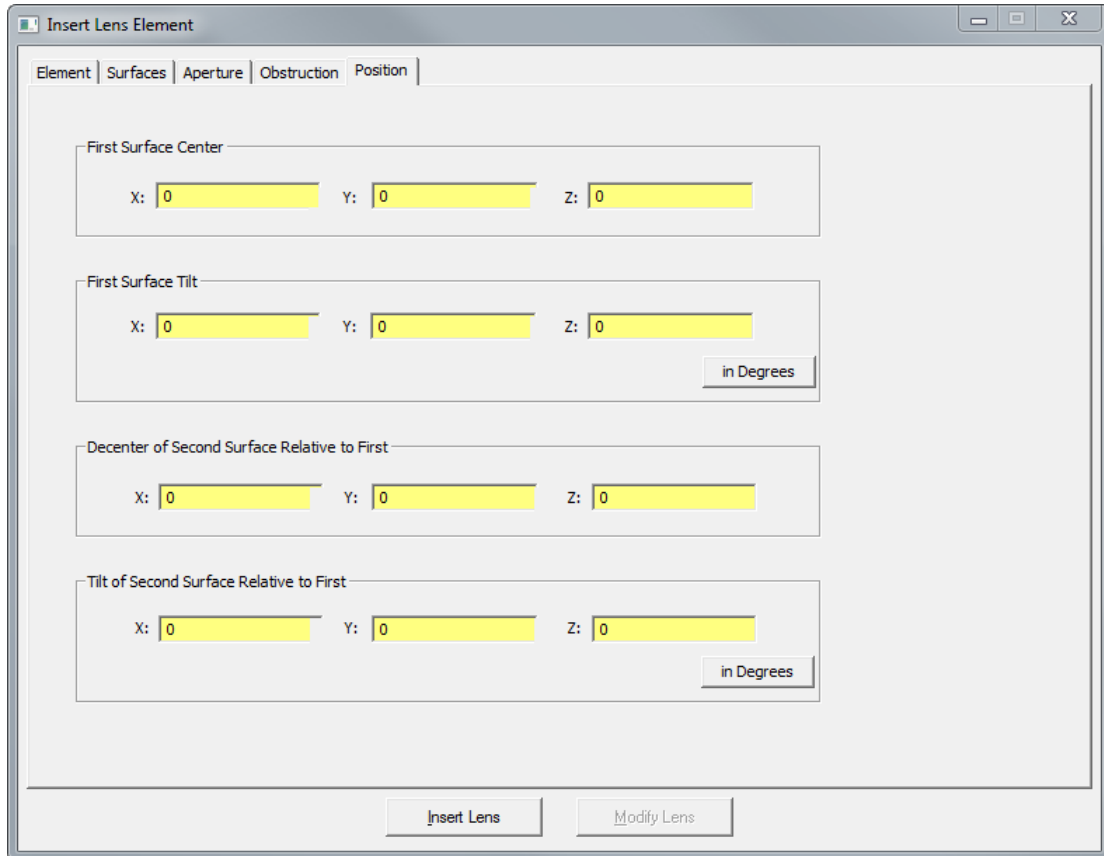 Insert Lens Element
Element Surfaces Aperture Obstruction Position
First Surface Center
X: 0 Y: 0 Z: 0
First Surface Tilt
X: 0 Y: 0 Z: 0
in Degrees
Decenter of Second Surface Relative to First
X: 0 Y: 0 Z: 0
Tilt of Second Surface Relative to First
X: 0 Y: 0 Z: 0
in Degrees
Insert Lens Modify Lens